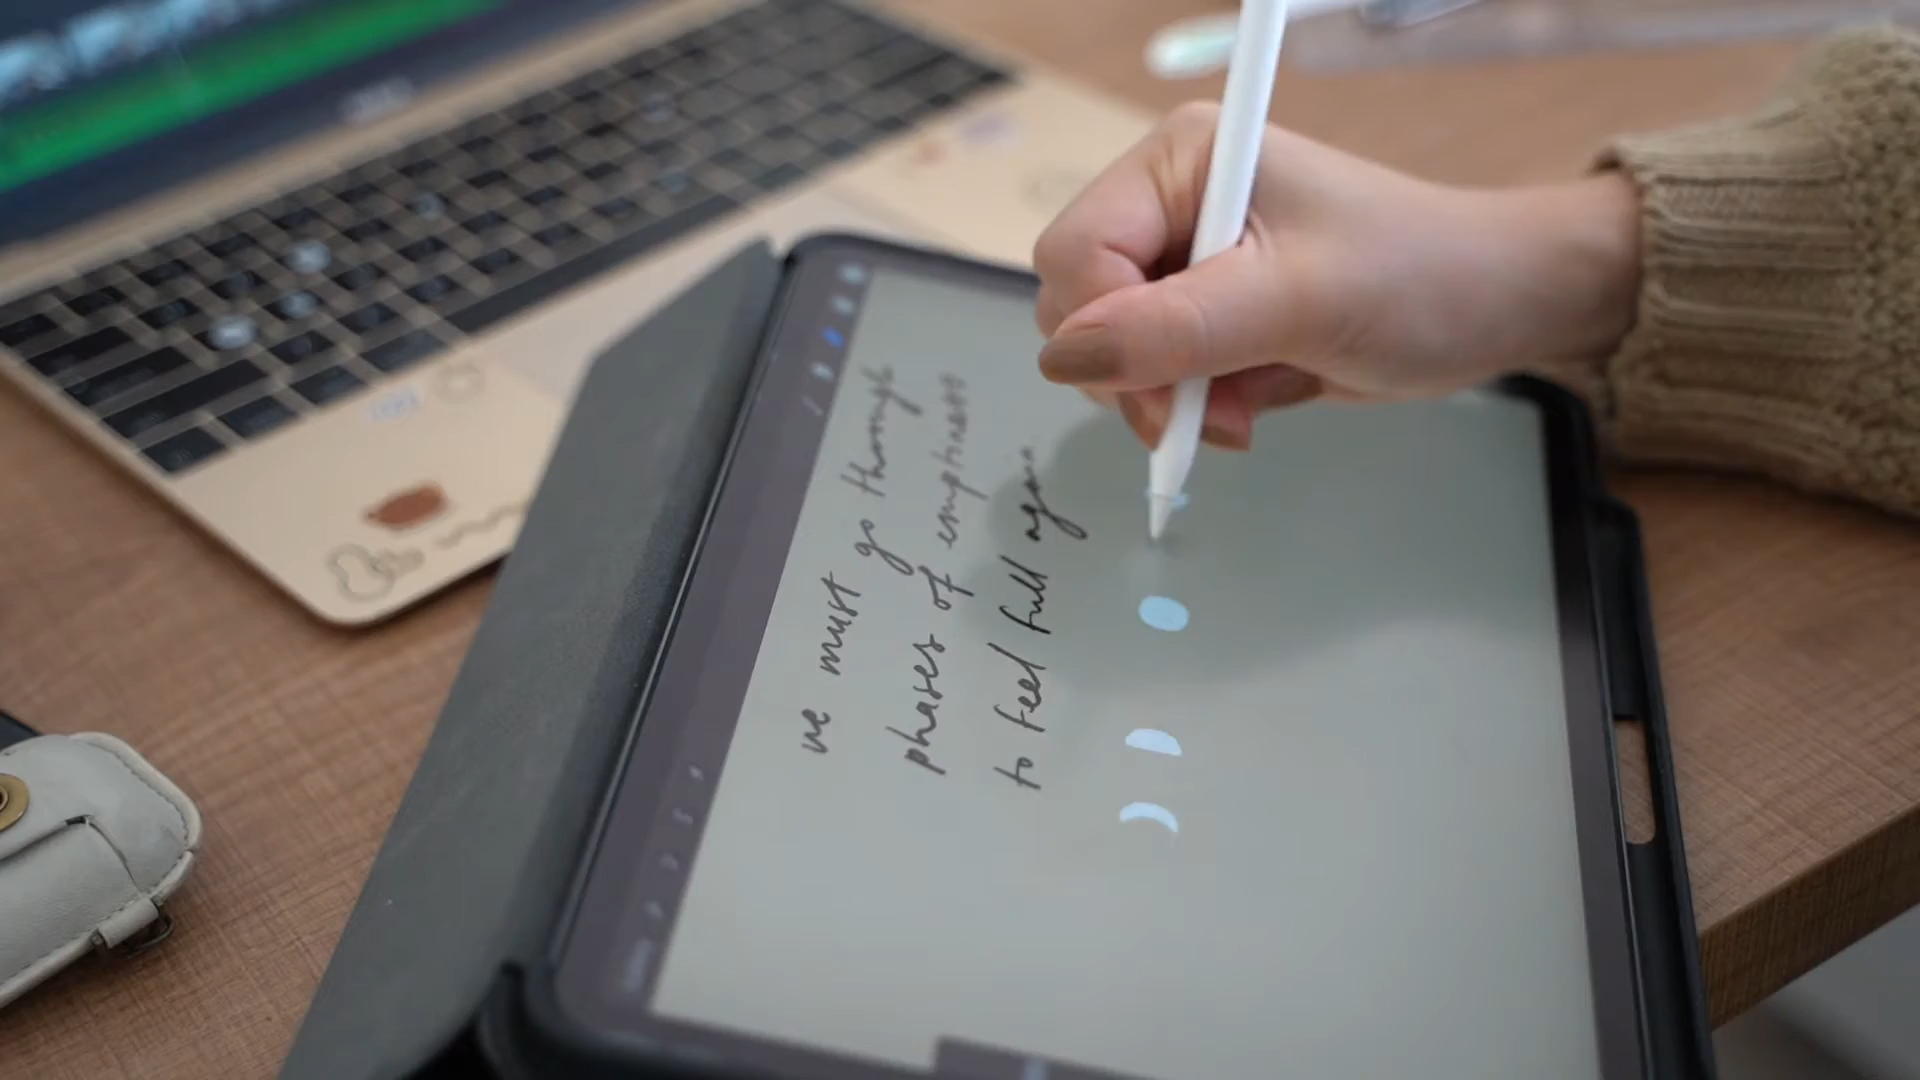 we must go through
phases of emptiness
to feel full again